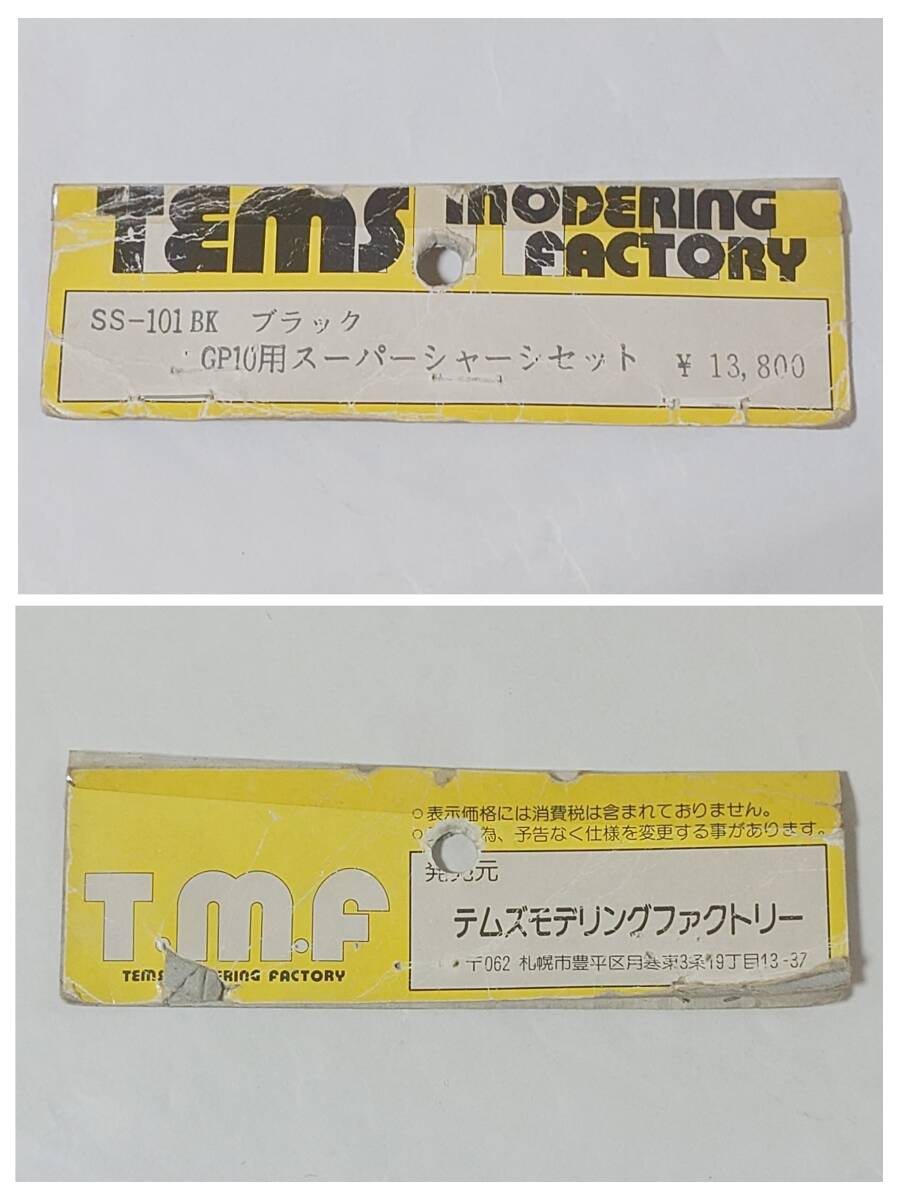 TEMS MODERING
FACTORY
SS-101BK ブラック
GP10用スーパーシャーシセット ¥ 13,800
○表示価格には消費税は含まれておりません。
為、予告なく仕様を変更する事があります。
発売元
テムズモデリングファクトリー
〒062 札幌市豊平区月寒東3条19丁目13-37
T.M.F
FACTORY